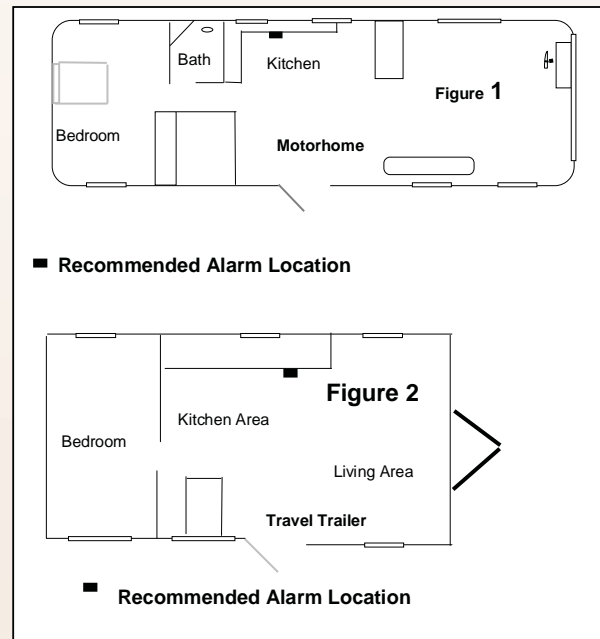 Bath
Kitchen
Figure 1
Bedroom
Motorhome
Recommended Alarm Location
Figure 2
Kitchen Area
Bedroom
Living Area
Travel Trailer
Recommended Alarm Location